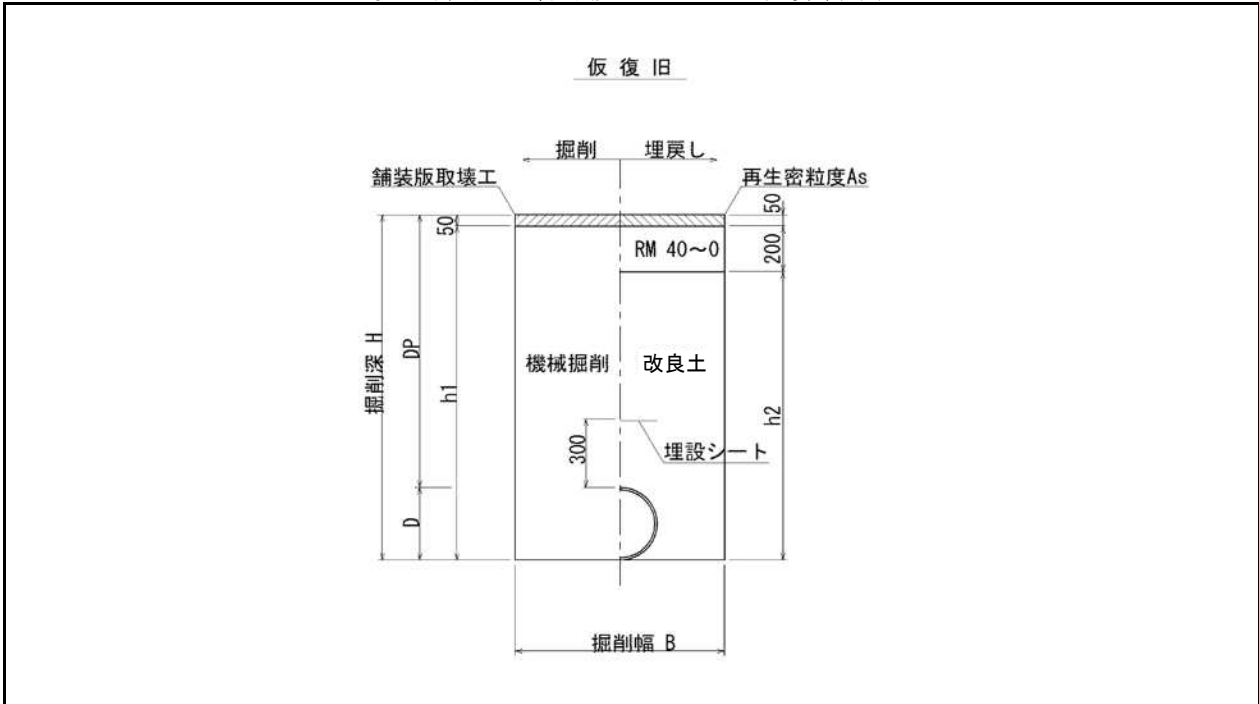 仮復旧
掘削
埋戻し
舗装版取壊工
再生密粒度As
50
50
200
RM 40～0
掘削深 H
DP
h1
機械掘削
改良土
h2
300
埋設シート
D
掘削幅 B